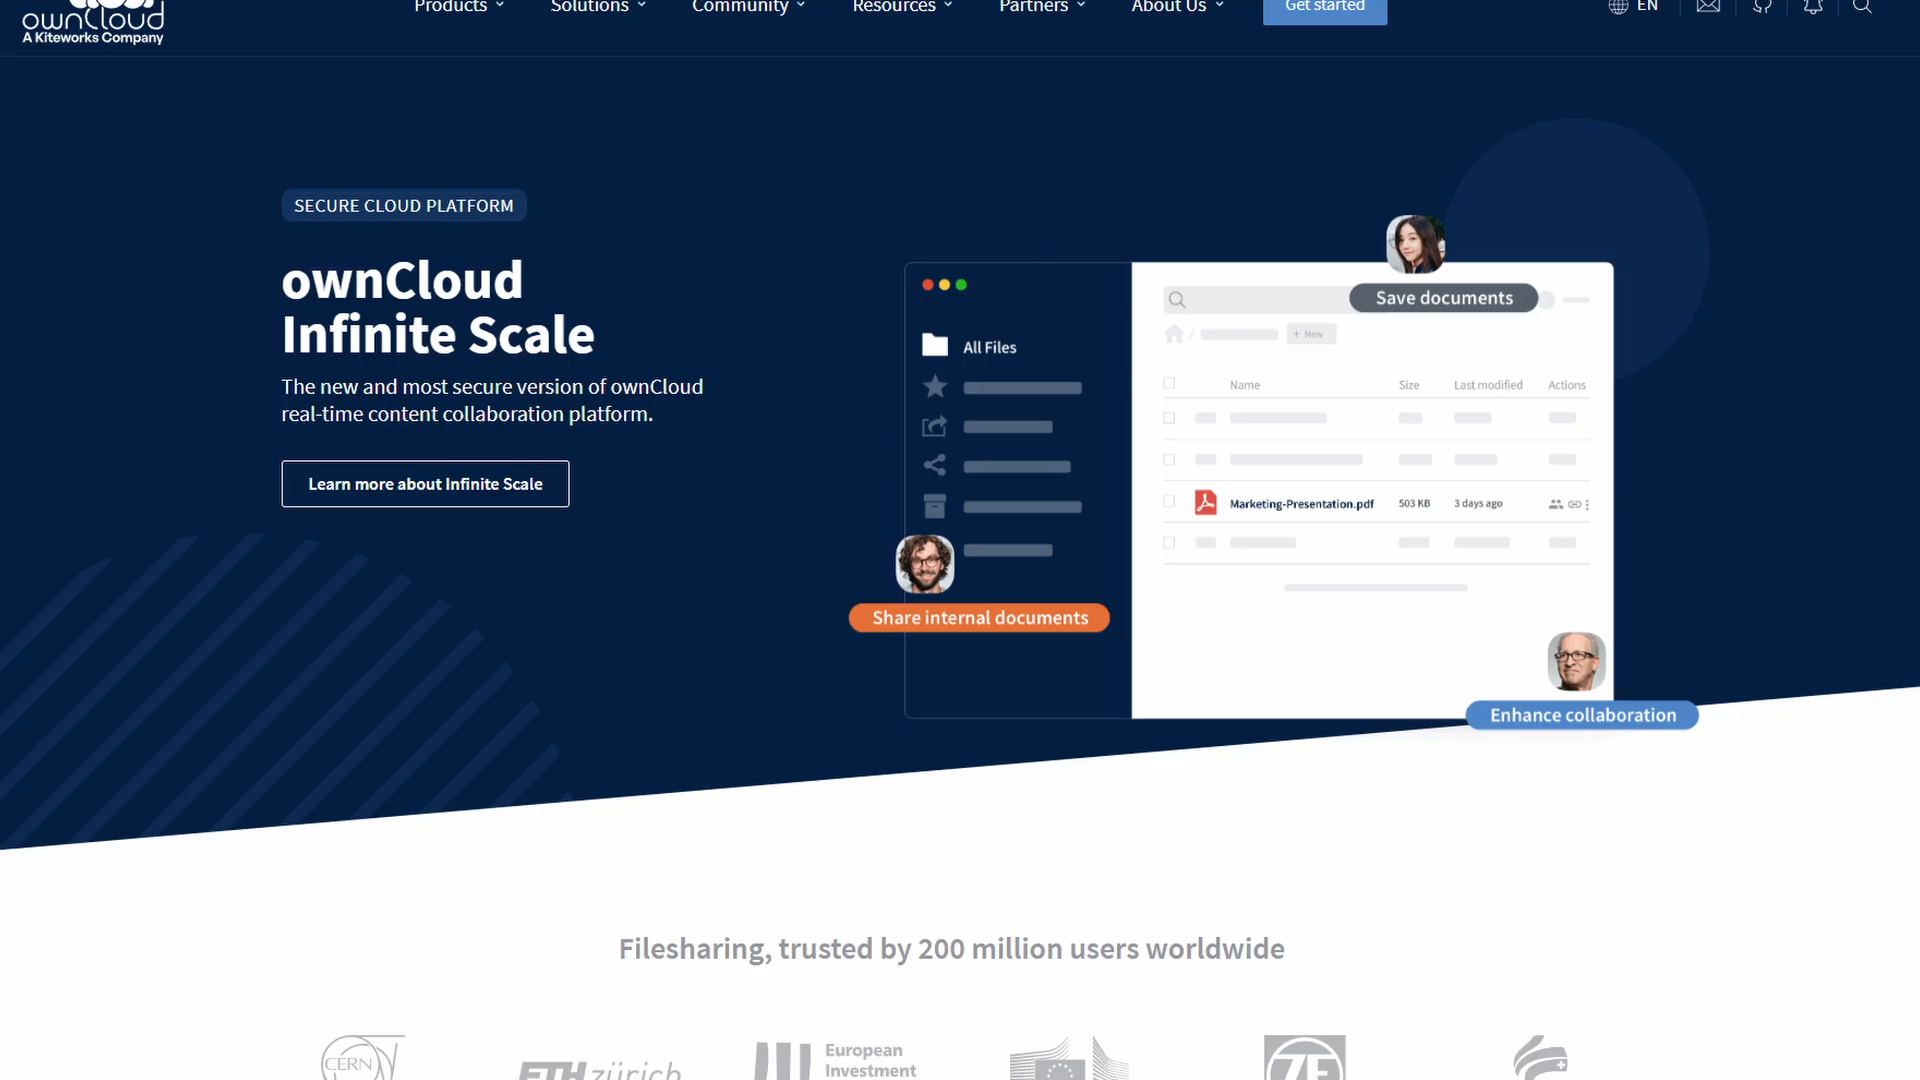 ownCloud
A Kiteworks Company
Products
Solutions
Community
Resources
Partners
About Us
Get started
EN
SECURE CLOUD PLATFORM
ownCloud
Infinite Scale
The new and most secure version of ownCloud
real-time content collaboration platform.
Learn more about Infinite Scale
Save documents
All Files
+ New
Name Size Last modified Actions
Marketing-Presentation.pdf 503 KB 3 days ago
Share internal documents
Enhance collaboration
Filesharing, trusted by 200 million users worldwide
CERN
ETH zürich
European
Investment
ZF